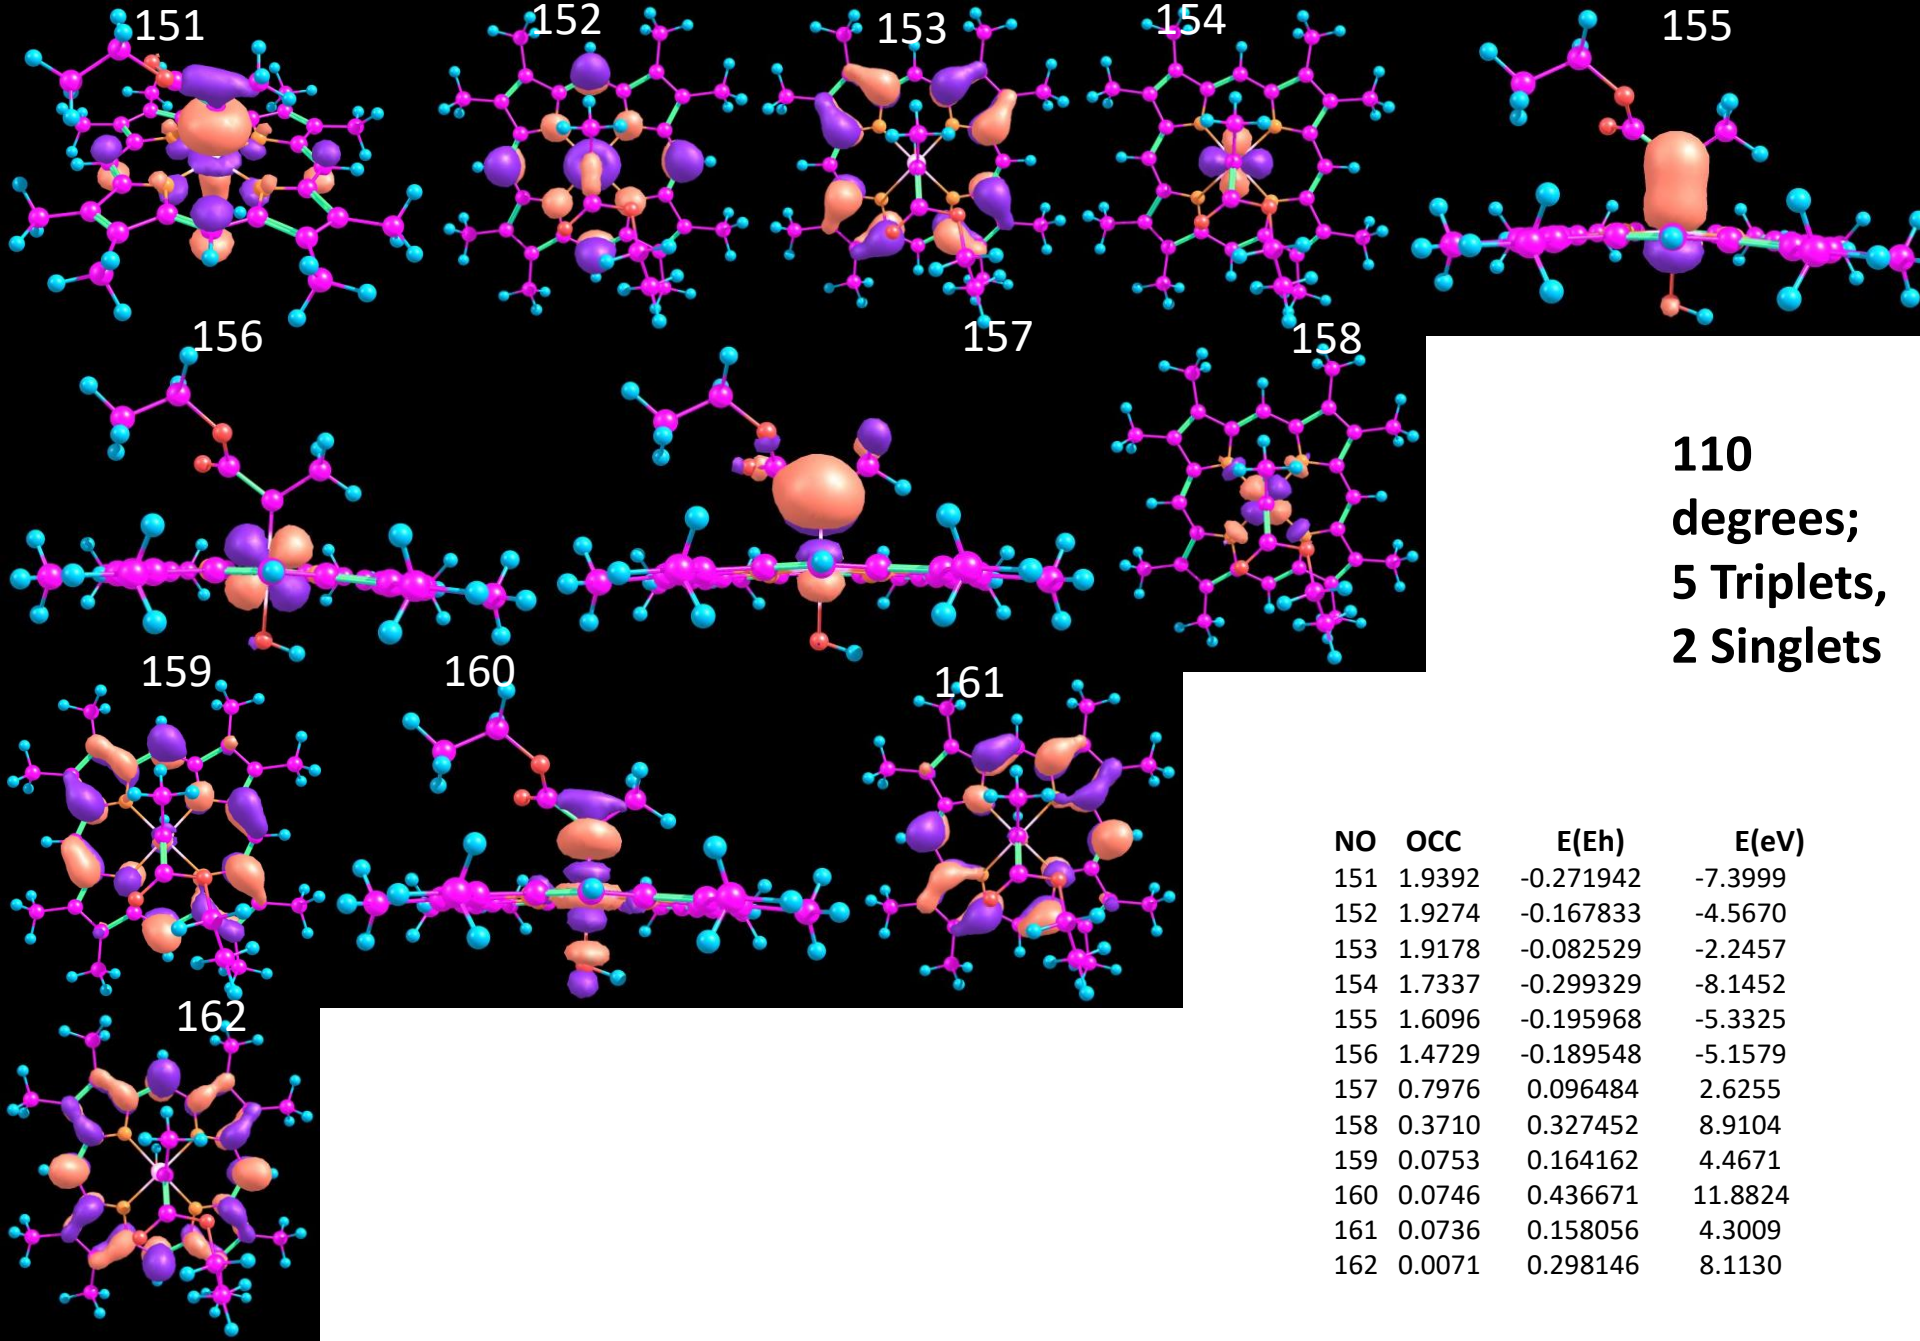 151
152
153
154
155
156
157
158
110
degrees;
5 Triplets,
2 Singlets
159
160
161
162
NO OCC E(Eh) E(eV)
151 1.9392 -0.271942 -7.3999
152 1.9274 -0.167833 -4.5670
153 1.9178 -0.082529 -2.2457
154 1.7337 -0.299329 -8.1452
155 1.6096 -0.195968 -5.3325
156 1.4729 -0.189548 -5.1579
157 0.7976 0.096484 2.6255
158 0.3710 0.327452 8.9104
159 0.0753 0.164162 4.4671
160 0.0746 0.436671 11.8824
161 0.0736 0.158056 4.3009
162 0.0071 0.298146 8.1130